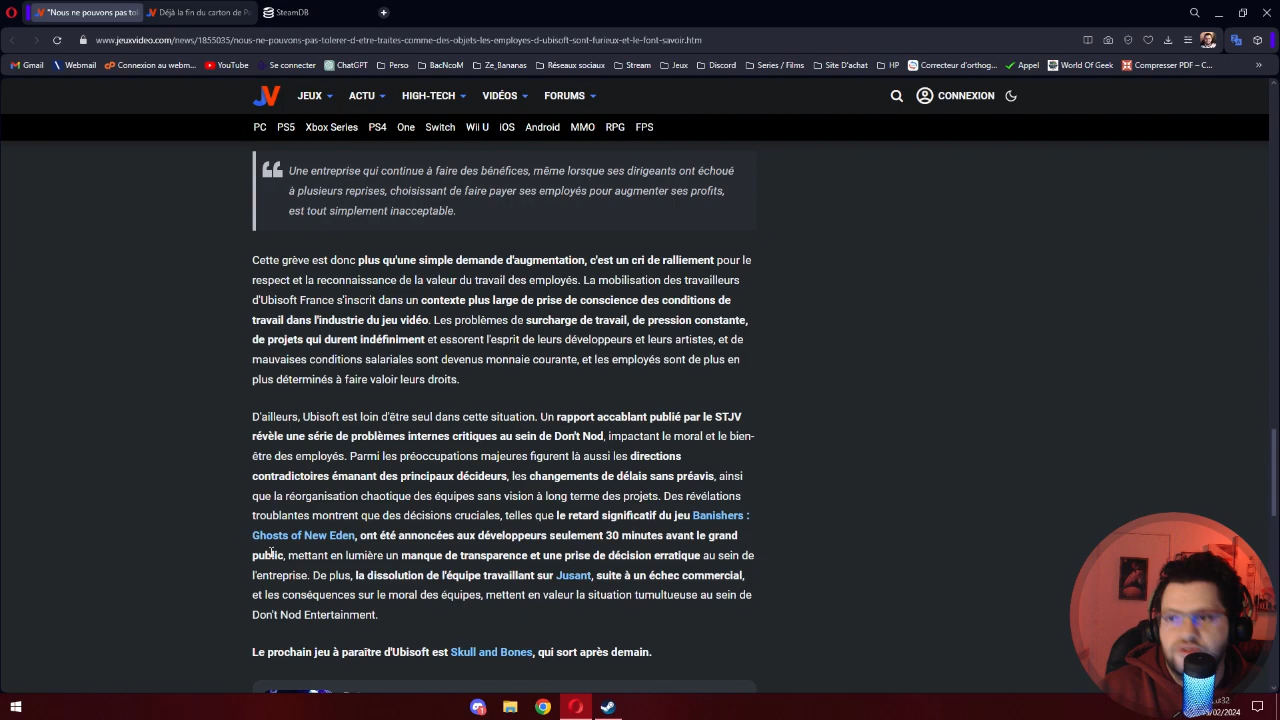 "Nous ne pouvons pas tol
Déjà la fin du carton de P
SteamDB
www.jeuxvideo.com/news/1855035/nous-ne-pouvons-pas-tolerer-d-etre-traites-comme-des-objets-les-employes-d-ubisoft-sont-furieux-et-le-font-savoir.htm
Gmail
Webmail
Connexion au webm...
YouTube
Se connecter
ChatGPT
Perso
BacNcoM
Ze_Bananas
Réseaux sociaux
Stream
Jeux
Discord
Series / Films
Site D'achat
HP
Correcteur d'orthog...
Appel
World Of Geek
Compresser PDF – C...
JV
JEUX
ACTU
HIGH-TECH
VIDÉOS
FORUMS
CONNEXION
PC
PS5
Xbox Series
PS4
One
Switch
Wii U
iOS
Android
MMO
RPG
FPS
Une entreprise qui continue à faire des bénéfices, même lorsque ses dirigeants ont échoué
à plusieurs reprises, choisissant de faire payer ses employés pour augmenter ses profits,
est tout simplement inacceptable.
Cette grève est donc plus qu'une simple demande d'augmentation, c'est un cri de ralliement pour le
respect et la reconnaissance de la valeur du travail des employés. La mobilisation des travailleurs
d'Ubisoft France s'inscrit dans un contexte plus large de prise de conscience des conditions de
travail dans l'industrie du jeu vidéo. Les problèmes de surcharge de travail, de pression constante,
de projets qui durent indéfiniment et essorent l'esprit de leurs développeurs et leurs artistes, et de
mauvaises conditions salariales sont devenus monnaie courante, et les employés sont de plus en
plus déterminés à faire valoir leurs droits.
D'ailleurs, Ubisoft est loin d'être seul dans cette situation. Un rapport accablant publié par le STJV
révèle une série de problèmes internes critiques au sein de Don't Nod, impactant le moral et le bien-
être des employés. Parmi les préoccupations majeures figurent là aussi les directions
contradictoires émanant des principaux décideurs, les changements de délais sans préavis, ainsi
que la réorganisation chaotique des équipes sans vision à long terme des projets. Des révélations
troublantes montrent que des décisions cruciales, telles que le retard significatif du jeu Banishers :
Ghosts of New Eden, ont été annoncées aux développeurs seulement 30 minutes avant le grand
public, mettant en lumière un manque de transparence et une prise de décision erratique au sein de
l'entreprise. De plus, la dissolution de l'équipe travaillant sur Jusant, suite à un échec commercial,
et les conséquences sur le moral des équipes, mettent en valeur la situation tumultueuse au sein de
Don't Nod Entertainment.
Le prochain jeu à paraître d'Ubisoft est Skull and Bones, qui sort après demain.
/02/2024